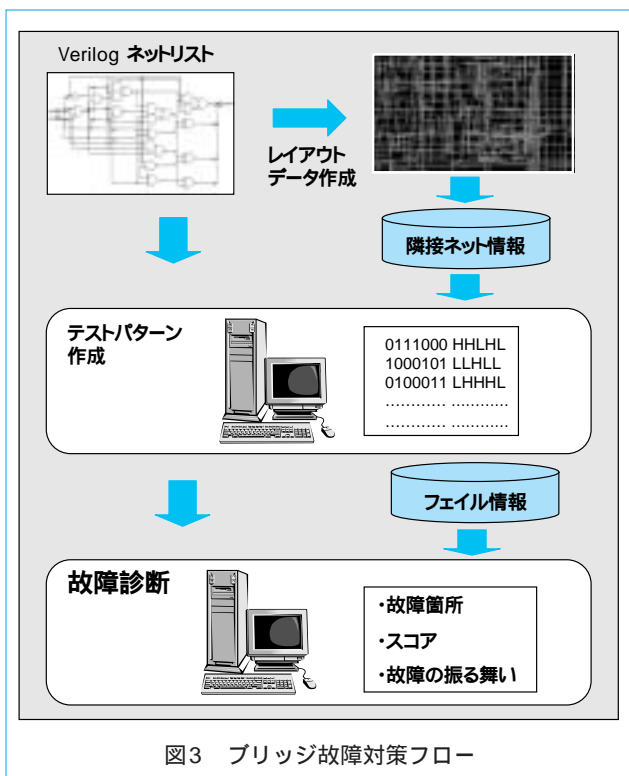 Verilog ネットリスト
レイアウト
データ作成
隣接ネット情報
テストパターン
作成
0111000 HHLHL
1000101 LLHLL
0100011 LHHHL
............ ...........
............ ...........
フェイル情報
故障診断
・故障箇所
・スコア
・故障の振る舞い
図3　ブリッジ故障対策フロー